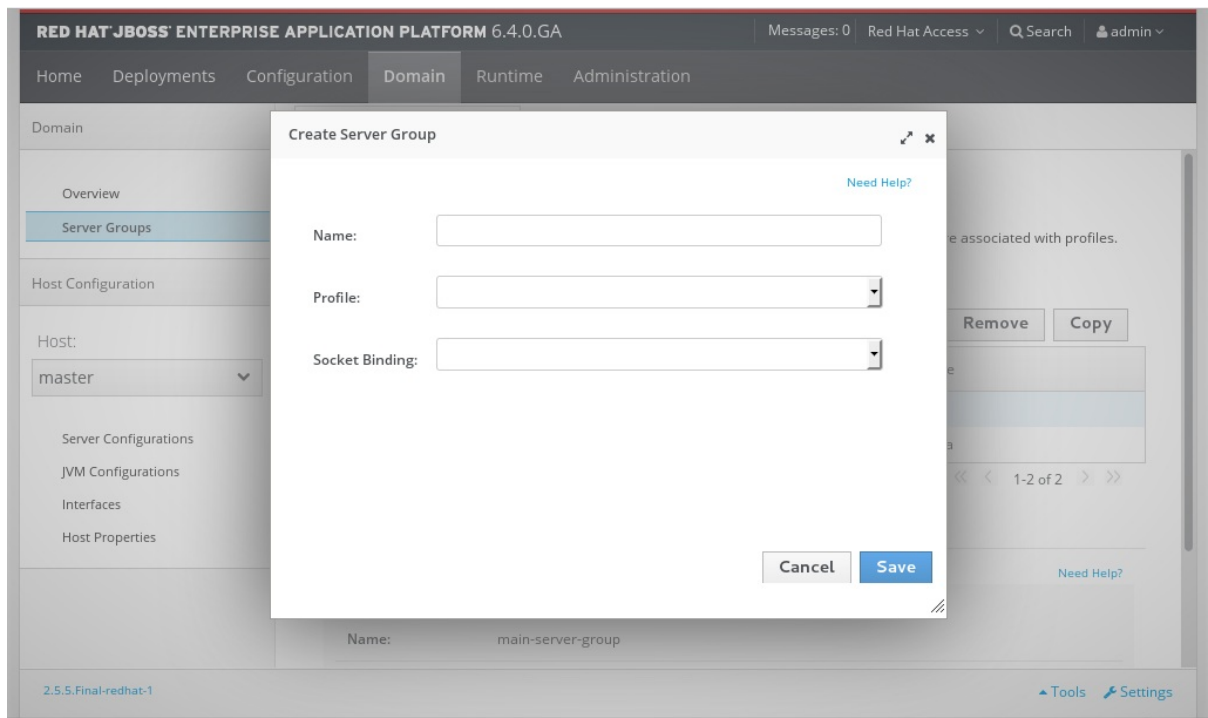 RED HAT JBOSS ENTERPRISE APPLICATION PLATFORM 6.4.0.GA Messages: 0 Red Hat Access Search admin
Home Deployments Configuration Domain Runtime Administration
Domain
Create Server Group
Need Help?
Overview
Server Groups
Name:
e associated with profiles.
Host Configuration
Profile:
Remove Copy
Host:
Socket Binding:
master
e
a
Server Configurations
JVM Configurations
1-2 of 2
Interfaces
Host Properties
Cancel Save
Need Help?
Name: main-server-group
2.5.5.Final-redhat-1 Tools Settings